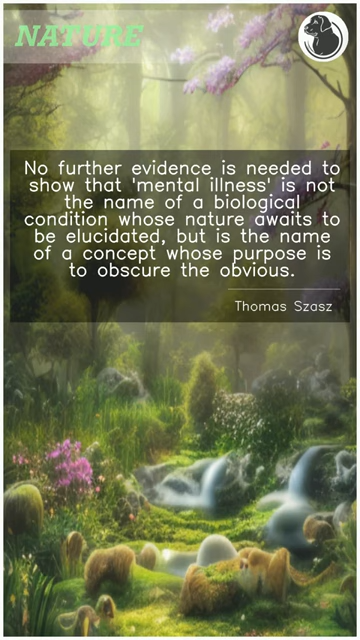 NATURE
No further evidence is needed to
show that 'mental illness' is not
the name of a biological
condition whose nature awaits to
be elucidated, but is the name
of a concept whose purpose is
to obscure the obvious.
Thomas Szasz